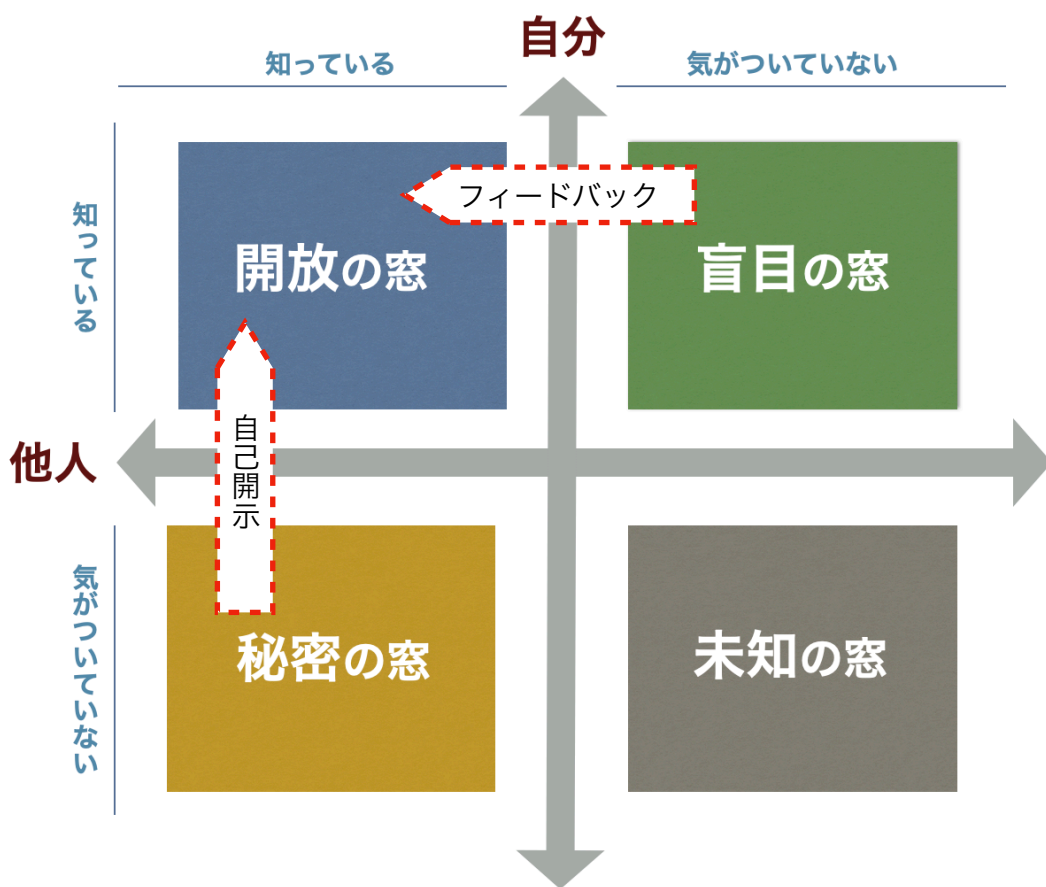 自分
知っている
気がついていない
知っている
フィードバック
開放の窓
盲目の窓
他人
自己開示
気がついていない
秘密の窓
未知の窓